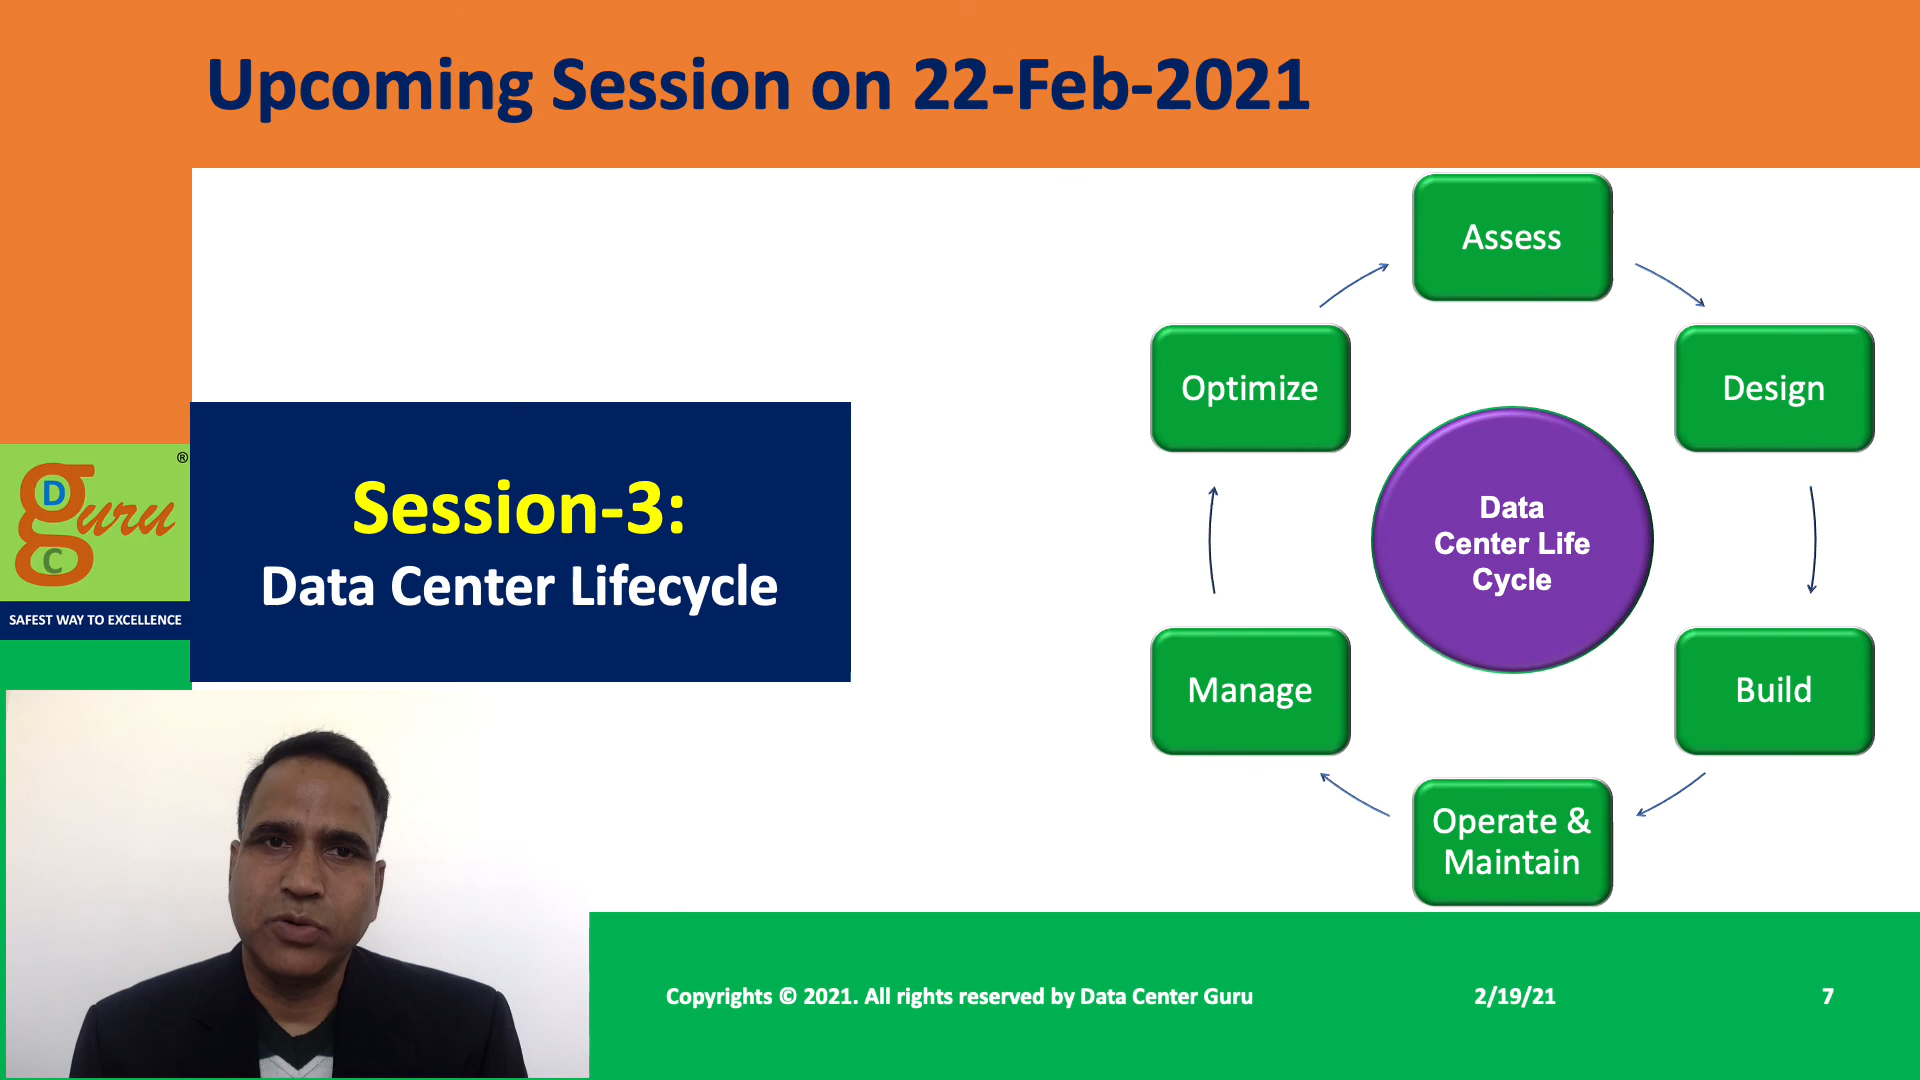 Upcoming Session on 22-Feb-2021
Assess
Optimize
Design
Data
Center Life
Cycle
Manage
Build
Operate &
Maintain
®
D
guru
C
SAFEST WAY TO EXCELLENCE
Session-3:
Data Center Lifecycle
Copyrights © 2021. All rights reserved by Data Center Guru
2/19/21
7